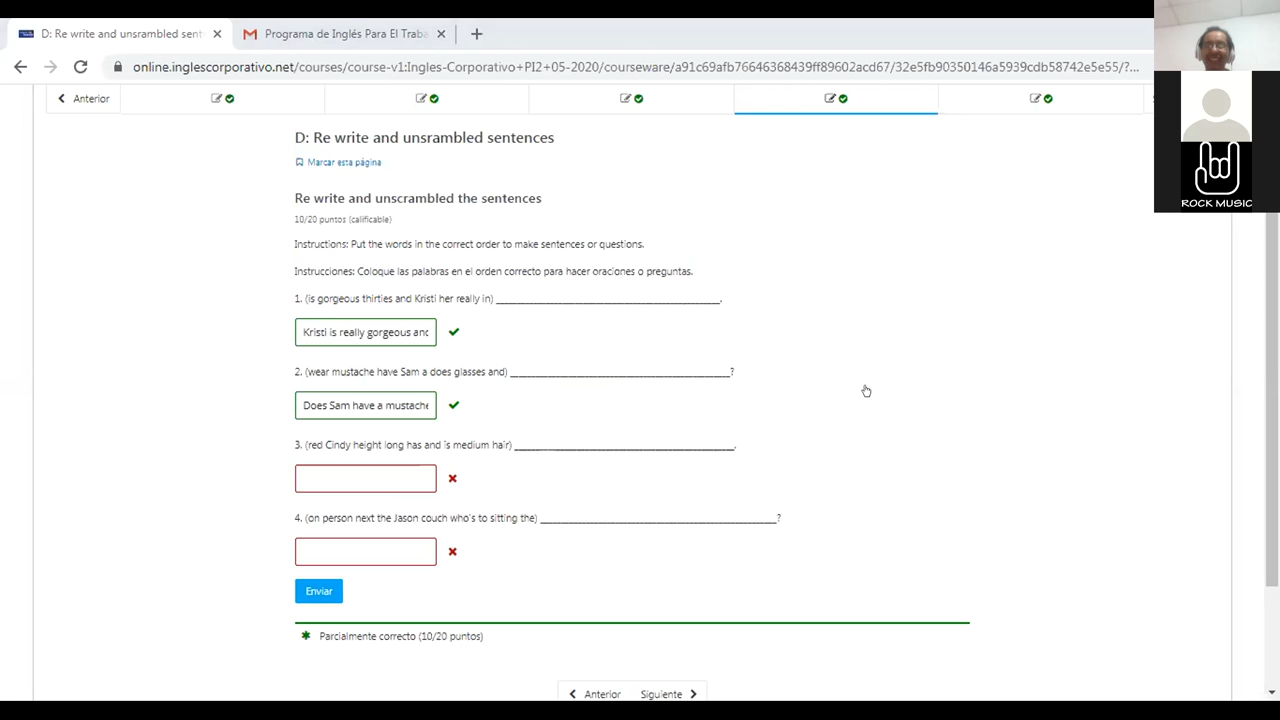 D: Re write and unsrambled sent
Programa de Inglés Para El Traba
online.inglescorporativo.net/courses/course-v1:Ingles-Corporativo+PI2+05-2020/courseware/a91c69afb76646368439ff89602acd67/32e5fb90350146a5939cdb58742e5e55/?...
Anterior
D: Re write and unsrambled sentences
Marcar esta página
Re write and unscrambled the sentences
10/20 puntos (calificable)
Instructions: Put the words in the correct order to make sentences or questions.
Instrucciones: Coloque las palabras en el orden correcto para hacer oraciones o preguntas.
1. (is gorgeous thirties and Kristi her really in) ________________________________________.
Kristi is really gorgeous and
2. (wear mustache have Sam a does glasses and) ________________________________________?
Does Sam have a mustache
3. (red Cindy height long has and is medium hair) ________________________________________.
4. (on person next the Jason couch who's to sitting the) ___________________________________________?
Enviar
Parcialmente correcto (10/20 puntos)
Anterior Siguiente
ROCK MUSIC